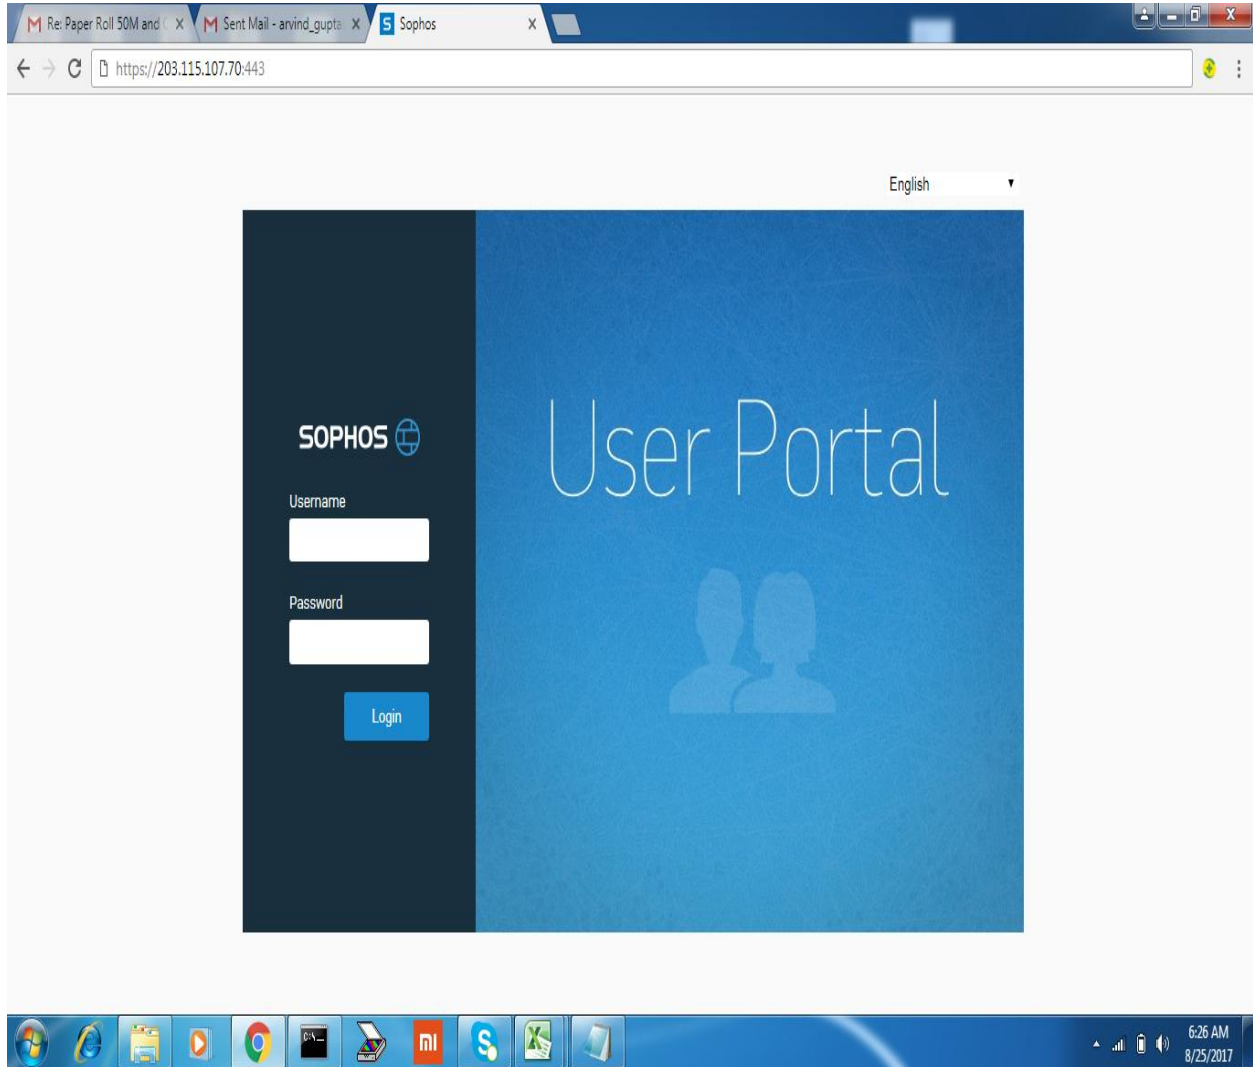 Re: Paper Roll 50M and
Sent Mail - arvind_gupta
S Sophos
https://203.115.107.70:443
English
SOPHOS
User Portal
Username
Password
Login
C:\_
mi
S
6:26 AM
8/25/2017